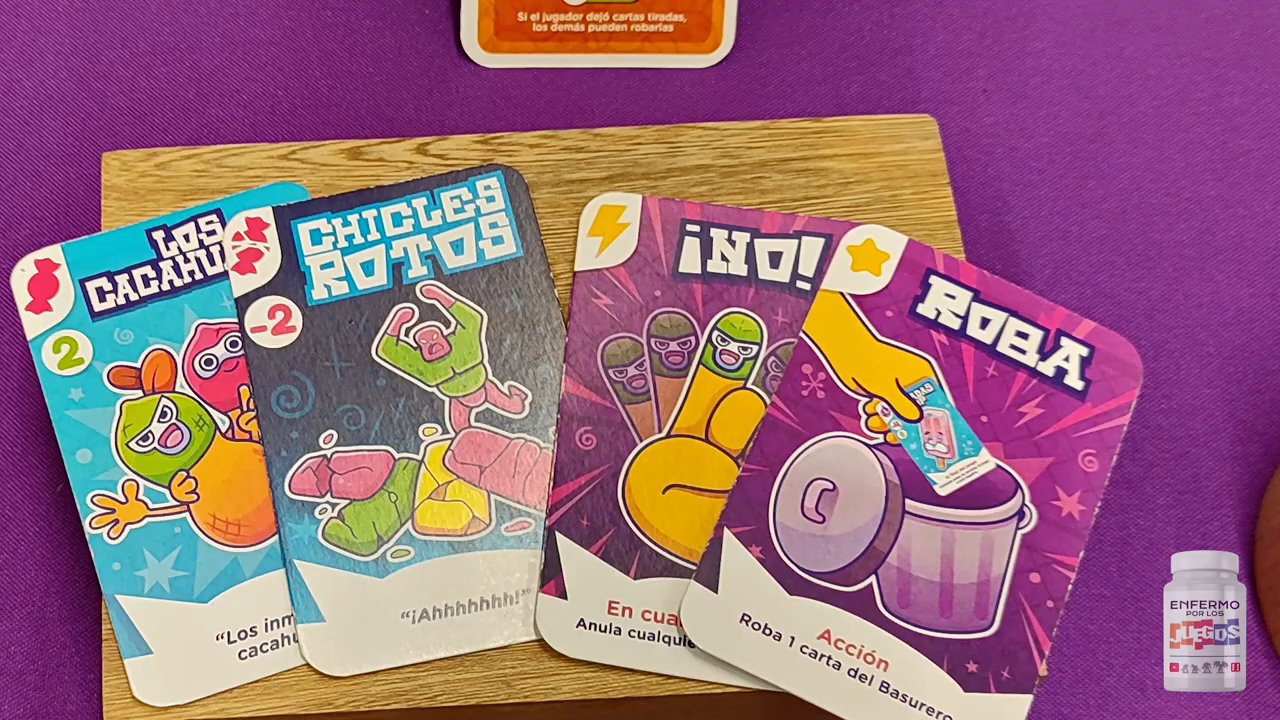 Si el jugador dejó cartas tiradas,
los demás pueden robarlas
LOS
CACAHU
2
"Los inm
cacahu
CHICLES
ROTOS
-2
"¡Ahhhhhhh!"
¡NO!
En cua
Anula cualquie
ROBA
Acción
Roba 1 carta del Basurero
ENFERMO
POR LOS
JUEGOS